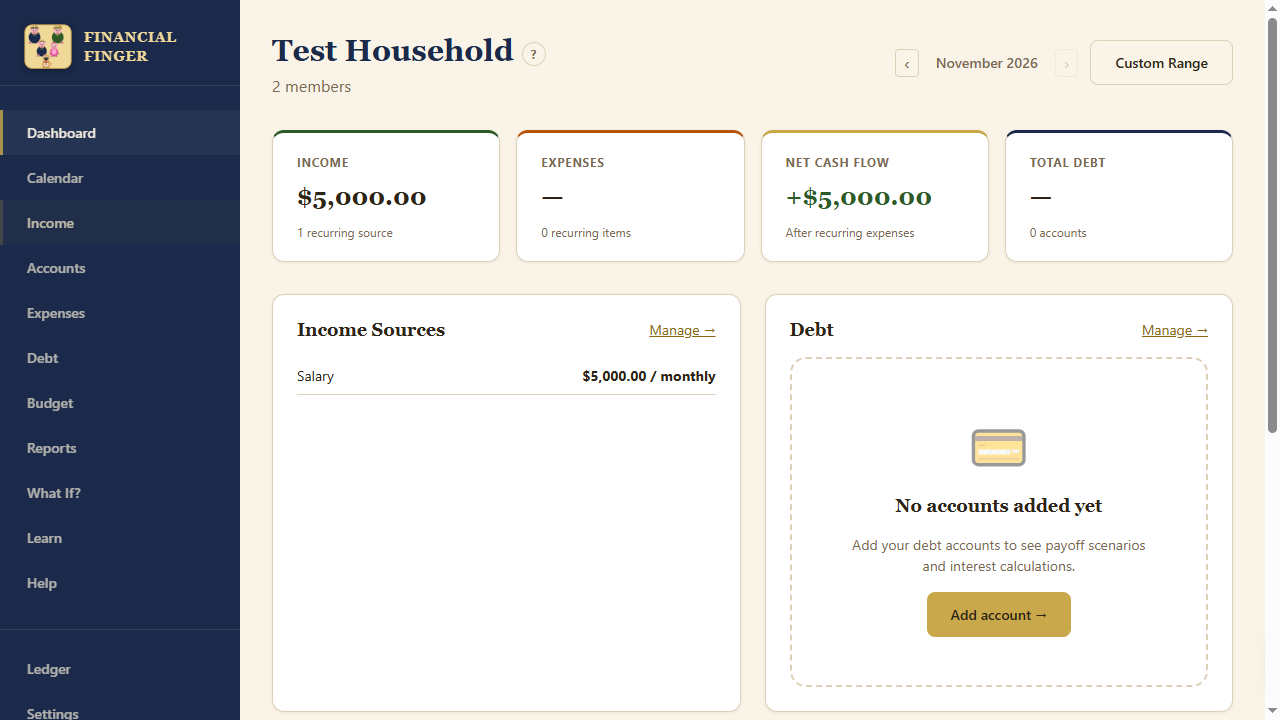 FINANCIAL
FINGER
Dashboard
Calendar
Income
Accounts
Expenses
Debt
Budget
Reports
What If?
Learn
Help
Ledger
Settings
Test Household ?
2 members
‹ November 2026 › Custom Range
INCOME
$5,000.00
1 recurring source
EXPENSES
—
0 recurring items
NET CASH FLOW
+$5,000.00
After recurring expenses
TOTAL DEBT
—
0 accounts
Income Sources Manage →
Salary $5,000.00 / monthly
Debt Manage →
No accounts added yet
Add your debt accounts to see payoff scenarios
and interest calculations.
Add account →